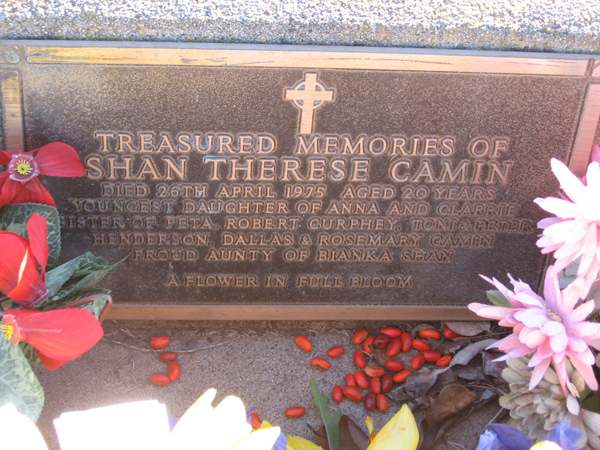 TREASURED MEMORIES OF
SHAN THERESE CAMIN
DIED 26TH APRIL 1975 AGED 20 YEARS
YOUNGEST DAUGHTER OF ANNA AND CLARRIE
SISTER OF PETA, ROBERT GURPHEY, TONI & PETER
HENDERSON, DALLAS & ROSEMARY CAMIN
PROUD AUNTY OF BIANKA SHAN
A FLOWER IN FULL BLOOM